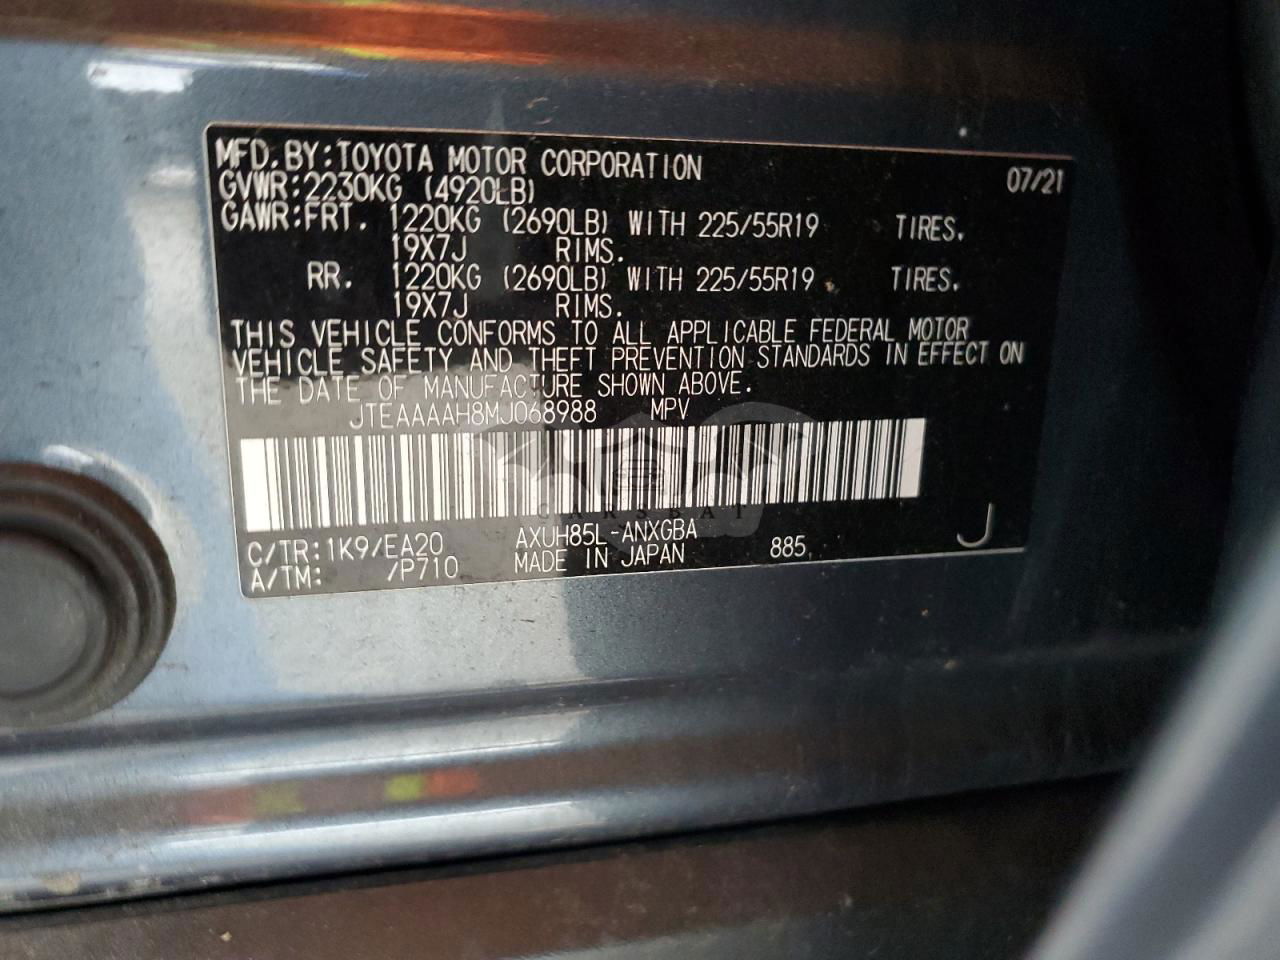 MFD.BY:TOYOTA MOTOR CORPORATION 07/21
GVWR:2230KG (4920LB)
GAWR:FRT. 1220KG (2690LB) WITH 225/55R19 TIRES.
19X7J RIMS.
RR. 1220KG (2690LB) WITH 225/55R19 TIRES.
19X7J RIMS.
THIS VEHICLE CONFORMS TO ALL APPLICABLE FEDERAL MOTOR
VEHICLE SAFETY AND THEFT PREVENTION STANDARDS IN EFFECT ON
THE DATE OF MANUFACTURE SHOWN ABOVE.
JTEAAAAH8MJ068988 MPV
CARSBAT
C/TR:1K9/EA20 AXUH85L-ANXGBA
A/TM: /P710 MADE IN JAPAN 885 J